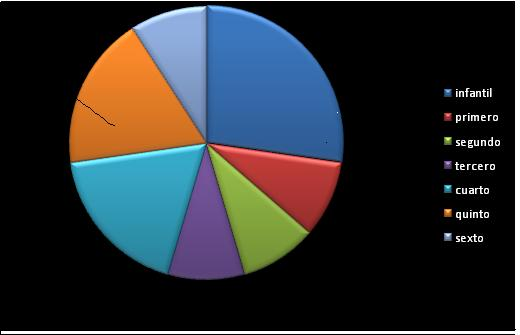 infantil
primero
segundo
tercero
cuarto
quinto
sexto